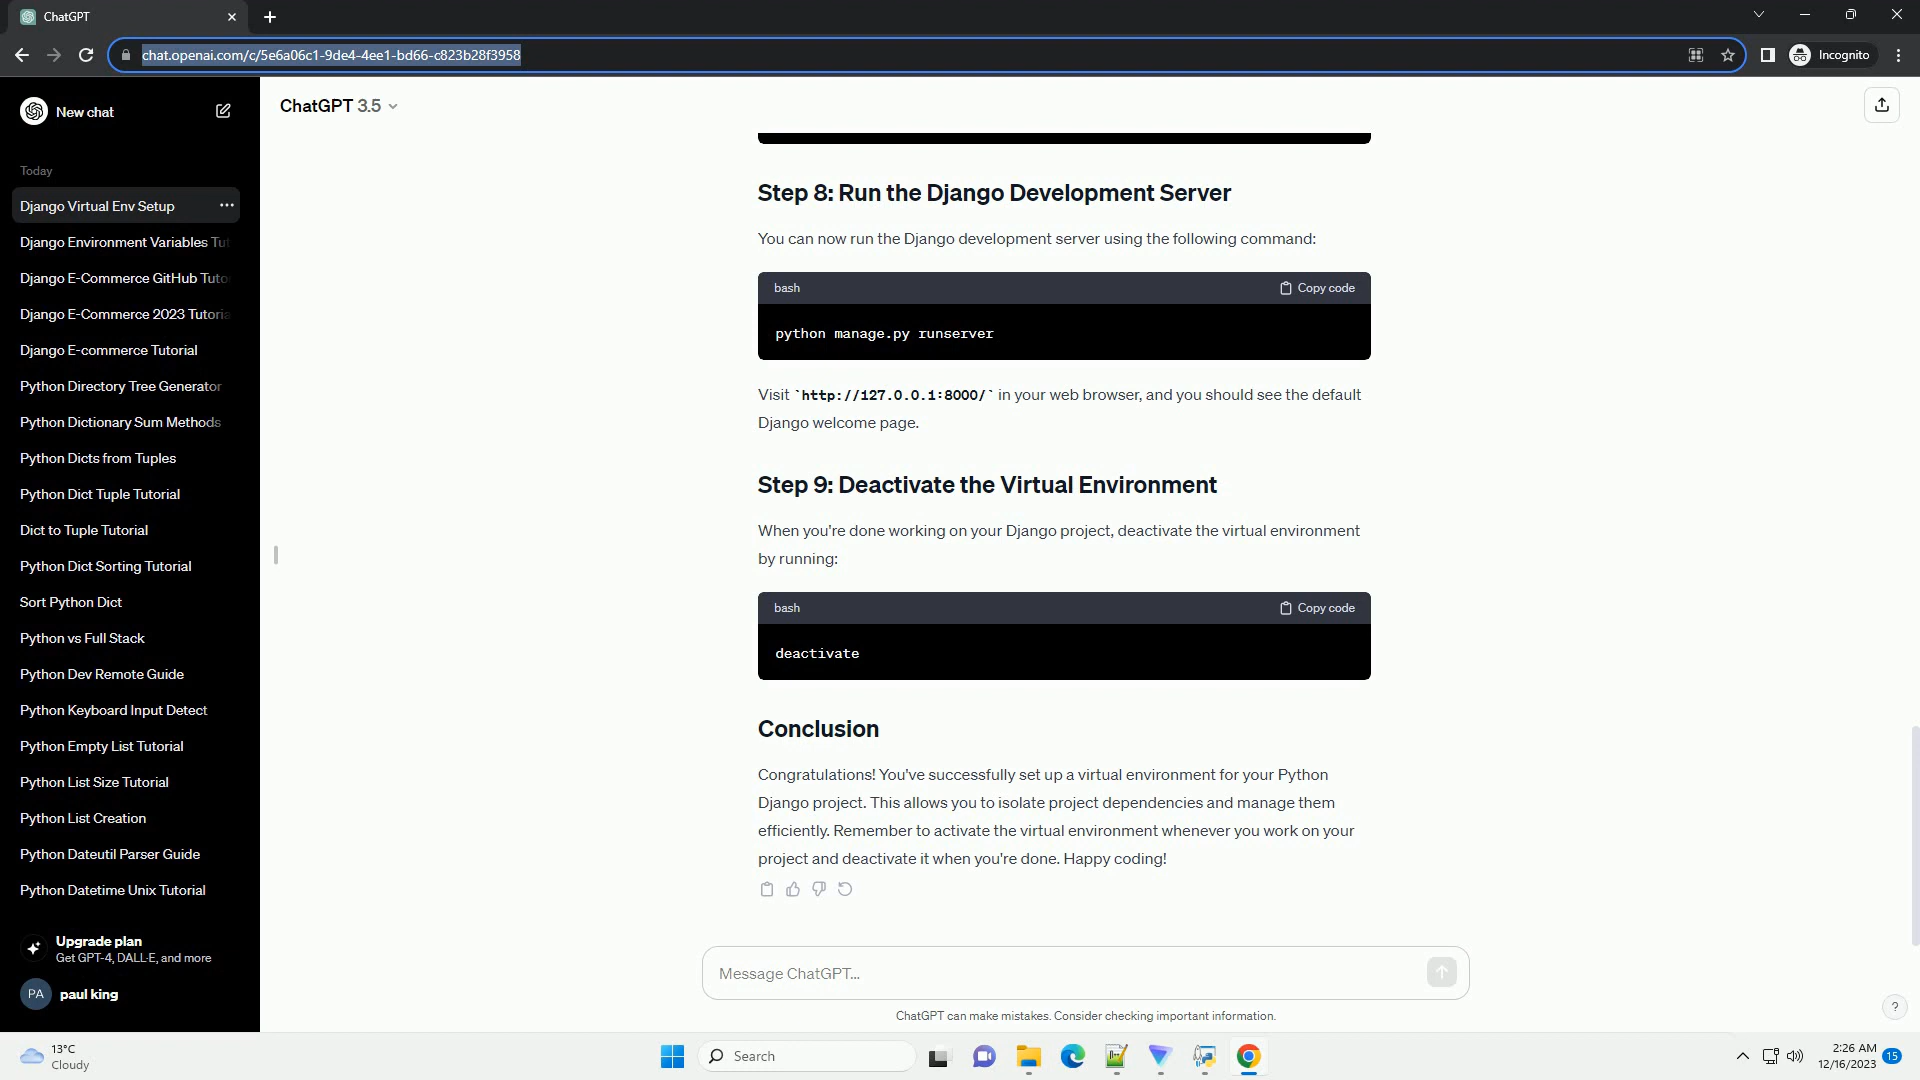 ChatGPT
chat.openai.com/c/5e6a06c1-9de4-4ee1-bd66-c823b28f3958
Incognito
New chat
ChatGPT 3.5
Today
Django Virtual Env Setup
Django Environment Variables Tut
Django E-Commerce GitHub Tuto
Django E-Commerce 2023 Tutoria
Django E-commerce Tutorial
Python Directory Tree Generator
Python Dictionary Sum Methods
Python Dicts from Tuples
Python Dict Tuple Tutorial
Dict to Tuple Tutorial
Python Dict Sorting Tutorial
Sort Python Dict
Python vs Full Stack
Python Dev Remote Guide
Python Keyboard Input Detect
Python Empty List Tutorial
Python List Size Tutorial
Python List Creation
Python Dateutil Parser Guide
Python Datetime Unix Tutorial
Upgrade plan
Get GPT-4, DALL·E, and more
PA
paul king
Step 8: Run the Django Development Server
You can now run the Django development server using the following command:
bash
Copy code
python manage.py runserver
Visit `http://127.0.0.1:8000/` in your web browser, and you should see the default
Django welcome page.
Step 9: Deactivate the Virtual Environment
When you're done working on your Django project, deactivate the virtual environment
by running:
bash
Copy code
deactivate
Conclusion
Congratulations! You've successfully set up a virtual environment for your Python
Django project. This allows you to isolate project dependencies and manage them
efficiently. Remember to activate the virtual environment whenever you work on your
project and deactivate it when you're done. Happy coding!
Message ChatGPT...
ChatGPT can make mistakes. Consider checking important information.
?
13°C
Cloudy
Search
2:26 AM
12/16/2023
15